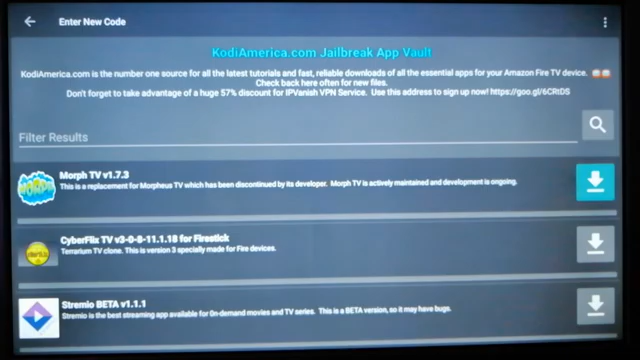 Enter New Code
KodiAmerica.com Jailbreak App Vault
KodiAmerica.com is the number one source for all the latest tutorials and fast, reliable downloads of all the essential apps for your Amazon Fire TV device.
Check back here often for new files.
Don't forget to take advantage of a huge 57% discount for IPVanish VPN Service. Use this address to sign up now! https://goo.gl/6CRtDS
Filter Results
Morph TV v1.7.3
This is a replacement for Morpheus TV which has been discontinued by its developer. Morph TV is actively maintained and development is ongoing.
MORPH
CyberFlix TV v3-0-8-11.1.18 for Firestick
Terrarium TV clone. This is version 3 specially made for Fire devices.
Stremio BETA v1.1.1
Stremio is the best streaming app available for 0n-demand movies and TV series. This is a BETA version, so it may have bugs.